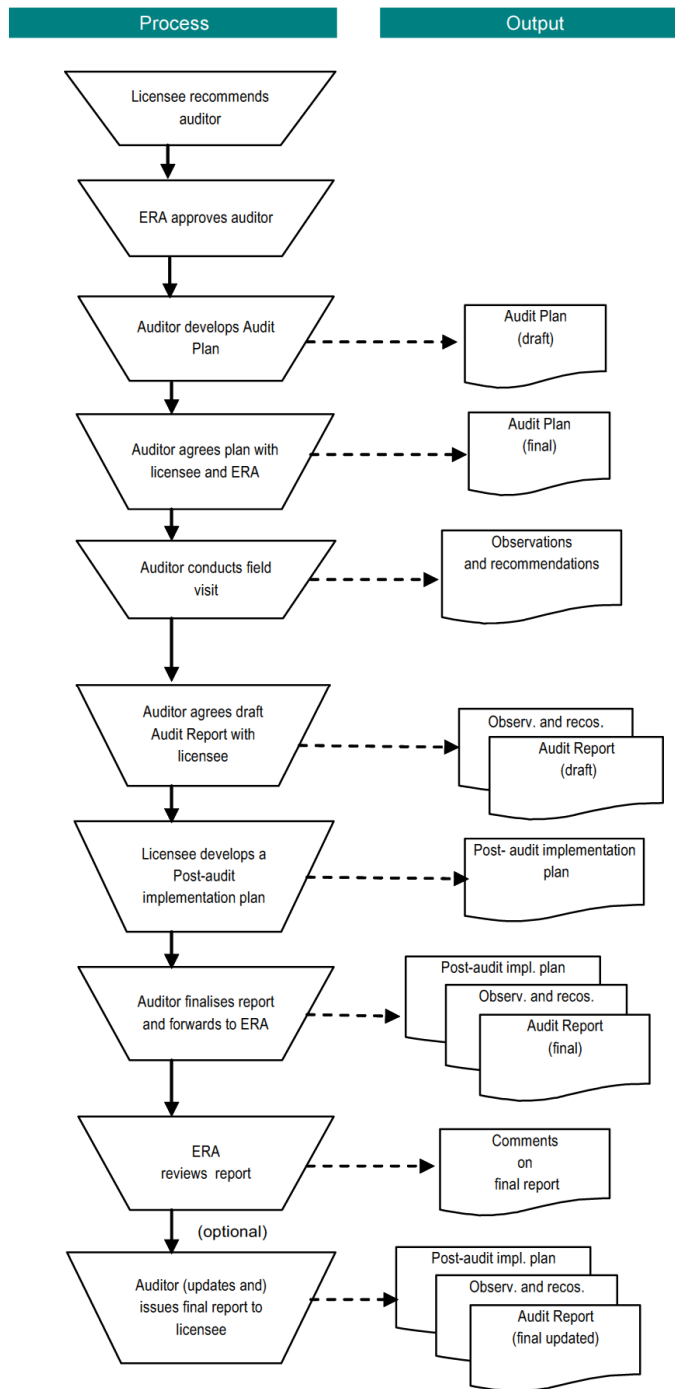 Process
Output
Licensee recommends
auditor
ERA approves auditor
Auditor develops Audit
Plan
Audit Plan
(draft)
Auditor agrees plan with
licensee and ERA
Audit Plan
(final)
Auditor conducts field
visit
Observations
and recommendations
Auditor agrees draft
Audit Report with
licensee
Observ. and recos.
Audit Report
(draft)
Licensee develops a
Post-audit
implementation plan
Post- audit implementation
plan
Auditor finalises report
and forwards to ERA
Post-audit impl. plan
Observ. and recos.
Audit Report
(final)
ERA
reviews report
Comments
on
final report
(optional)
Auditor (updates and)
issues final report to
licensee
Post-audit impl. plan
Observ. and recos.
Audit Report
(final updated)